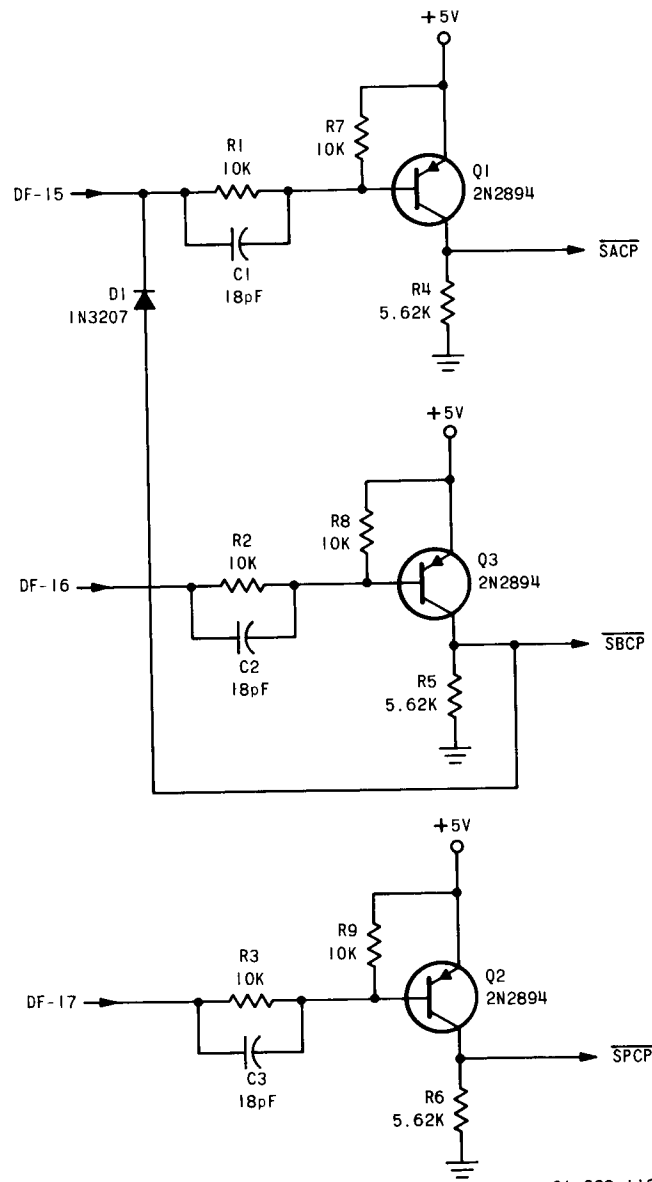 +5V
R7
10K
R1
10K
Q1
2N2894
DF-15
SACP
C1
18pF
D1
1N3207
R4
5.62K
+5V
R8
10K
R2
10K
Q3
2N2894
DF-16
SBCP
C2
18pF
R5
5.62K
+5V
R9
10K
R3
10K
Q2
2N2894
DF-17
SPCP
C3
18pF
R6
5.62K